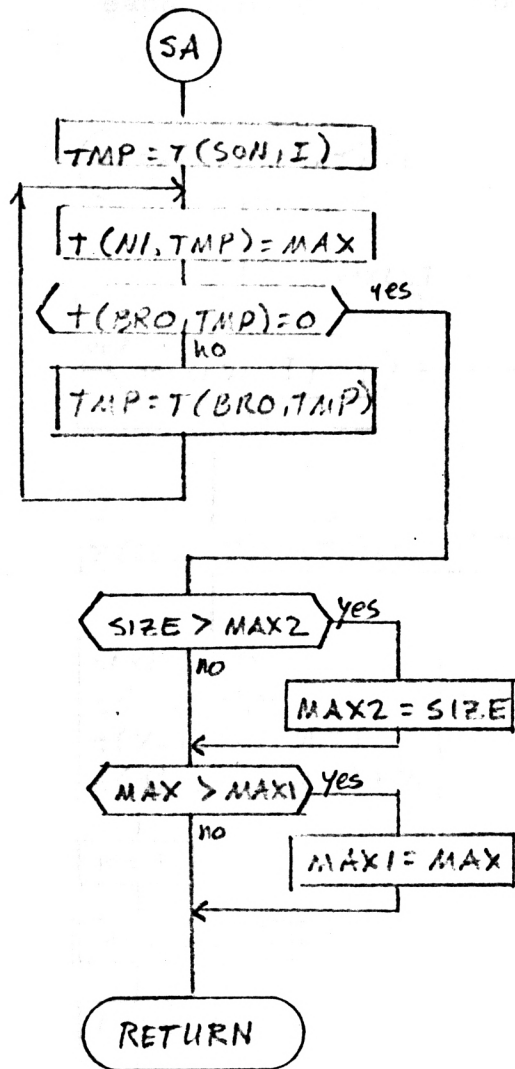 SA
TMP = T(SON, I)
T(N1, TMP) = MAX
T(BRO, TMP) = 0
yes
no
TMP = T(BRO, TMP)
SIZE > MAX2
yes
no
MAX2 = SIZE
MAX > MAX1
yes
no
MAX1 = MAX
RETURN